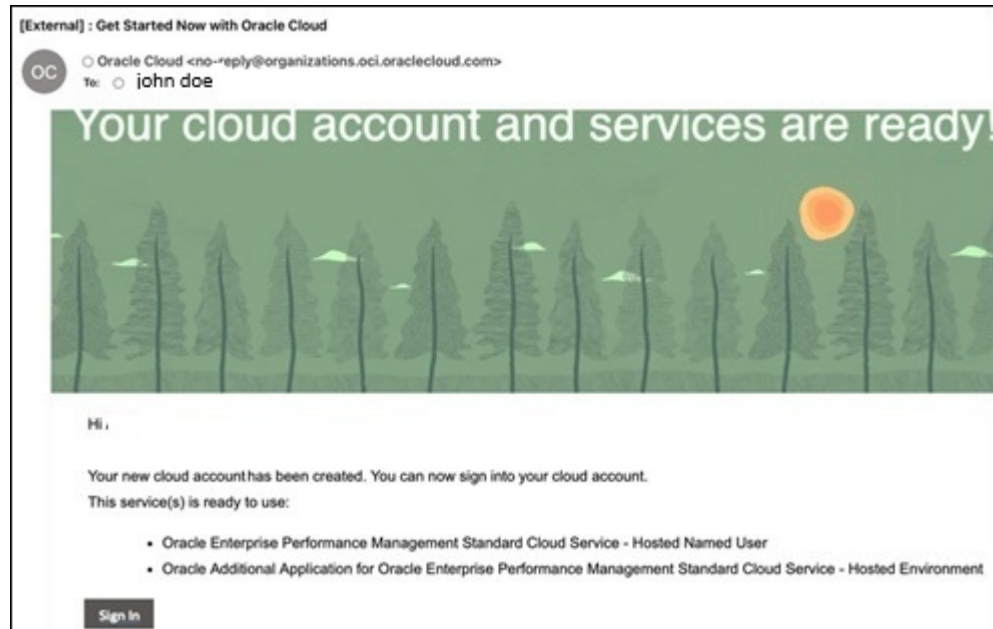 [External] : Get Started Now with Oracle Cloud
OC
Oracle Cloud <no-reply@organizations.oci.oraclecloud.com>
To: john doe
Your cloud account and services are ready!
Hi,
Your new cloud account has been created. You can now sign into your cloud account.
This service(s) is ready to use:
• Oracle Enterprise Performance Management Standard Cloud Service - Hosted Named User
• Oracle Additional Application for Oracle Enterprise Performance Management Standard Cloud Service - Hosted Environment
Sign In